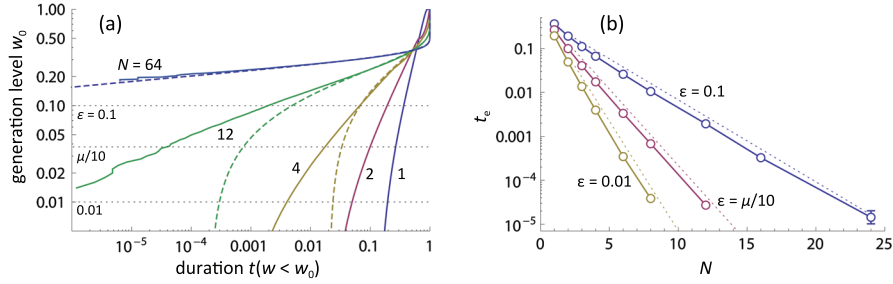 (a)
generation level w₀
1.00
0.50
0.20
0.10
0.05
0.02
0.01
N = 64
ε = 0.1
12
μ/10
4
2
1
0.01
10⁻⁵
10⁻⁴
0.001
0.01
0.1
1
duration t(w < w₀)
(b)
tₑ
0.1
0.01
0.001
10⁻⁴
10⁻⁵
ε = 0.1
ε = 0.01
ε = μ/10
0
5
10
15
20
25
N